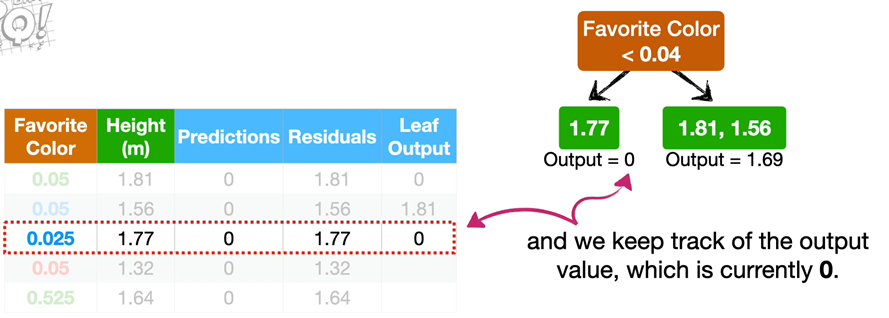 Q!
Favorite Color
< 0.04
1.77
1.81, 1.56
Output = 0
Output = 1.69
Favorite Color
Height (m)
Predictions
Residuals
Leaf Output
0.05 1.81 0 1.81 0
0.05 1.56 0 1.56 1.81
0.025 1.77 0 1.77 0
0.05 1.32 0 1.32
0.525 1.64 0 1.64
and we keep track of the output
value, which is currently 0.